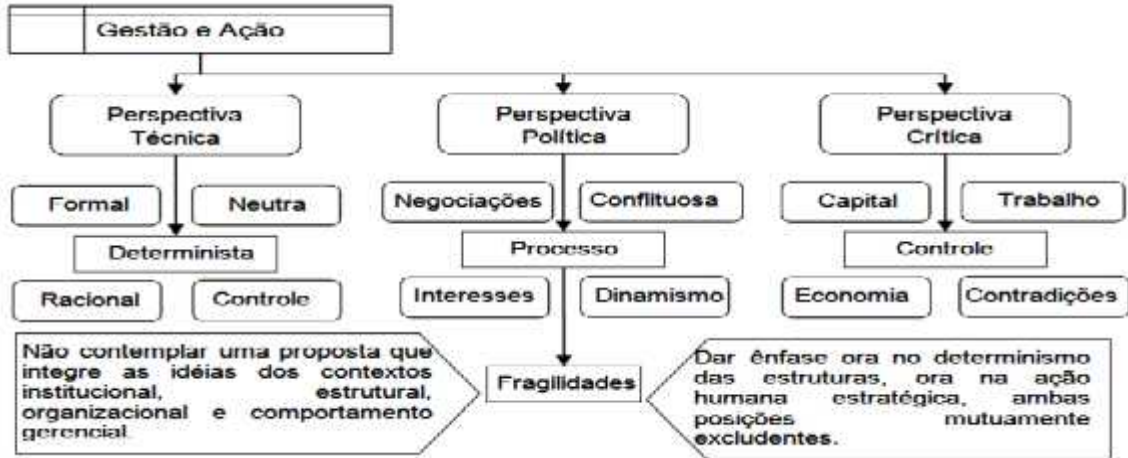 Gestão e Ação
Perspectiva
Técnica
Perspectiva
Política
Perspectiva
Crítica
Formal
Neutra
Negociações
Conflituosa
Capital
Trabalho
Determinista
Processo
Controle
Racional
Controle
Interesses
Dinamismo
Economia
Contradições
Não contemplar uma proposta que
integre as idéias dos contextos
institucional, estrutural,
organizacional e comportamento
gerencial.
Fragilidades
Dar ênfase ora no determinismo
das estruturas, ora na ação
humana estratégica, ambas
posições mutuamente
excludentes.